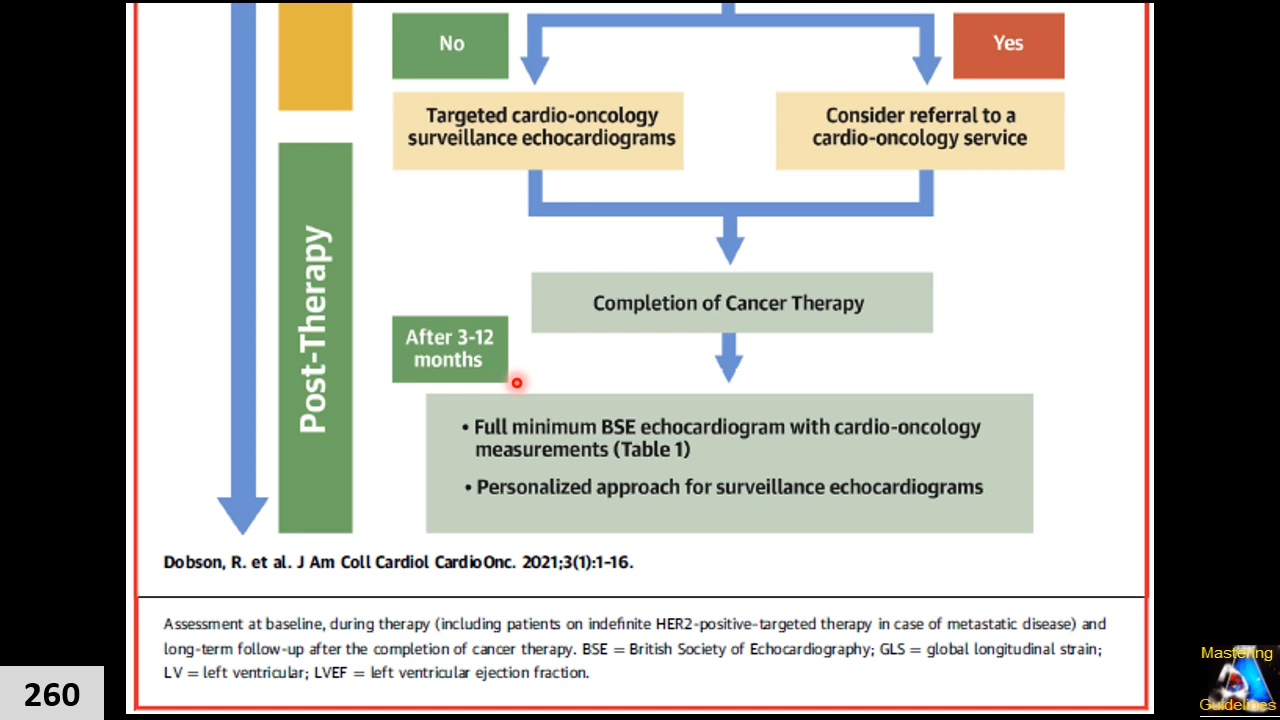 No
Yes
Targeted cardio-oncology
surveillance echocardiograms
Consider referral to a
cardio-oncology service
Post-Therapy
Completion of Cancer Therapy
After 3-12
months
• Full minimum BSE echocardiogram with cardio-oncology
measurements (Table 1)
• Personalized approach for surveillance echocardiograms
Dobson, R. et al. J Am Coll Cardiol CardioOnc. 2021;3(1):1-16.
Assessment at baseline, during therapy (including patients on indefinite HER2-positive-targeted therapy in case of metastatic disease) and
long-term follow-up after the completion of cancer therapy. BSE = British Society of Echocardiography; GLS = global longitudinal strain;
LV = left ventricular; LVEF = left ventricular ejection fraction.
260
Mastering
Guidelines